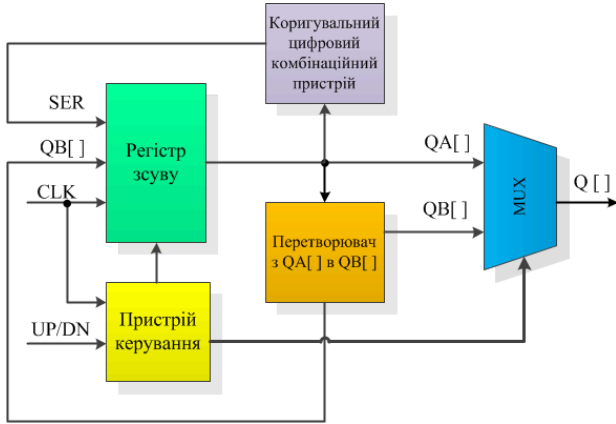 Коригувальний
цифровий
комбінаційний
пристрій
SER
QB[ ]
CLK
UP/DN
Регістр
зсуву
QA[ ]
QB[ ]
MUX
Q [ ]
Перетворювач
з QA[ ] в QB[ ]
Пристрій
керування